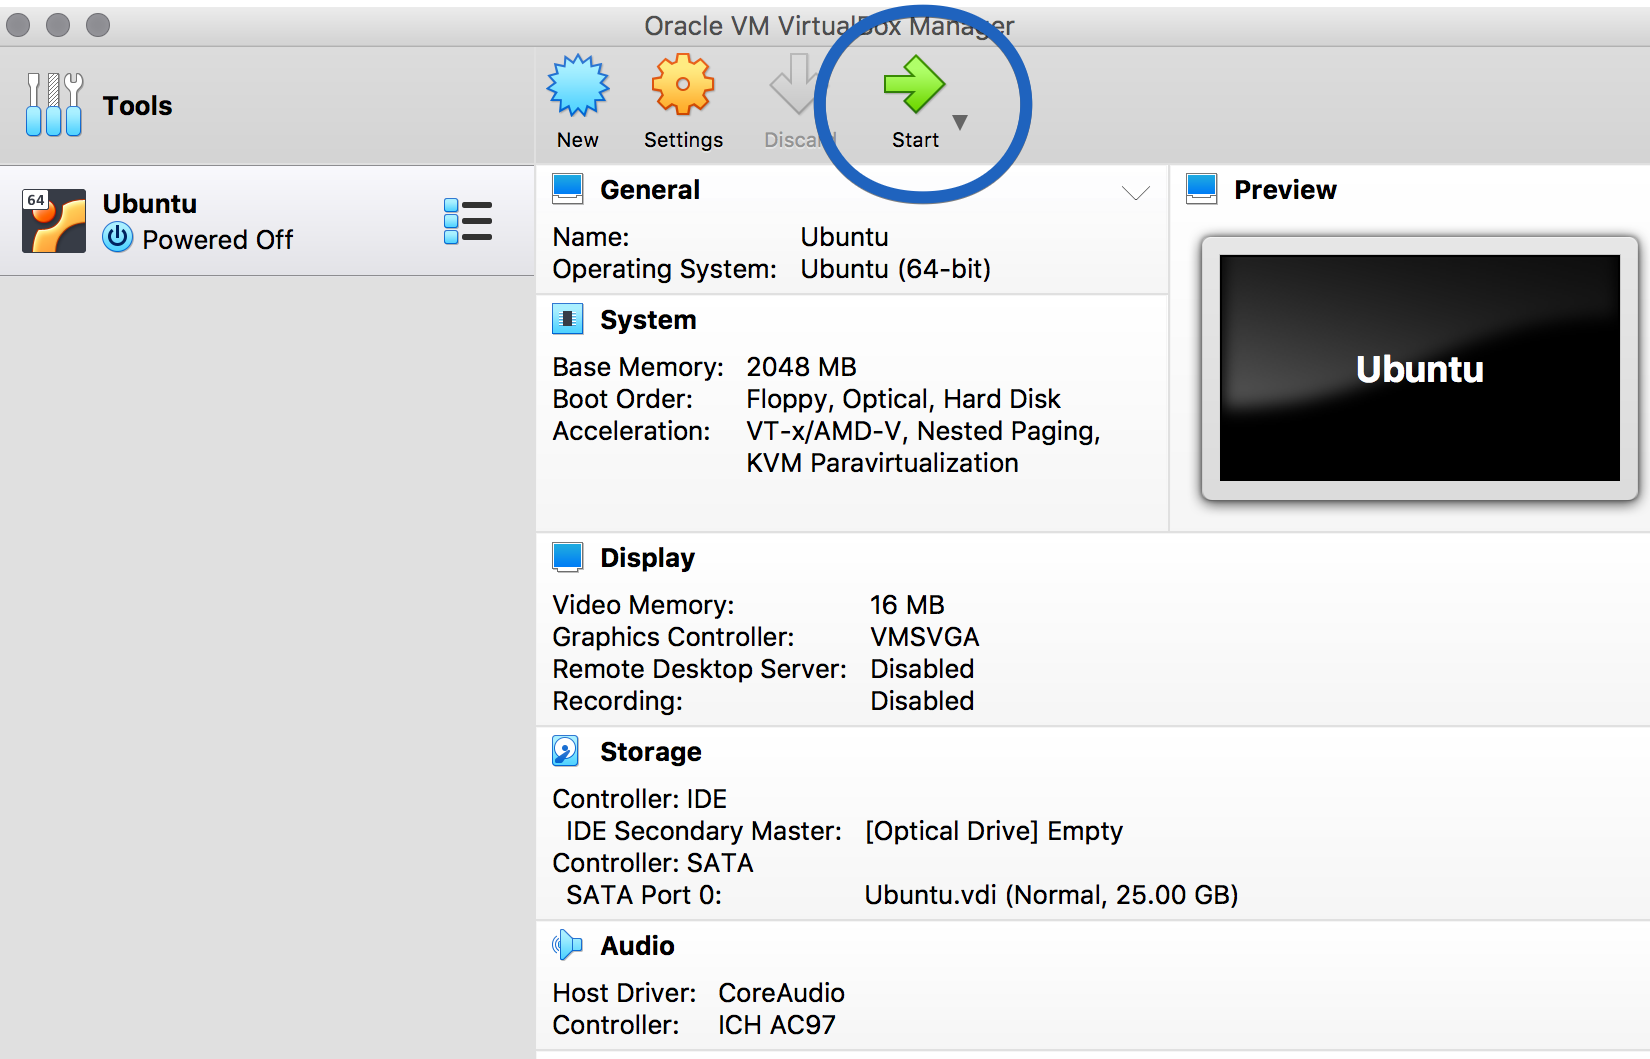 Oracle VM VirtualBox Manager
Tools
New
Settings
Discard
Start
64
Ubuntu
Powered Off
General
Name: Ubuntu
Operating System: Ubuntu (64-bit)
Preview
Ubuntu
System
Base Memory: 2048 MB
Boot Order: Floppy, Optical, Hard Disk
Acceleration: VT-x/AMD-V, Nested Paging,
KVM Paravirtualization
Display
Video Memory: 16 MB
Graphics Controller: VMSVGA
Remote Desktop Server: Disabled
Recording: Disabled
Storage
Controller: IDE
IDE Secondary Master: [Optical Drive] Empty
Controller: SATA
SATA Port 0: Ubuntu.vdi (Normal, 25.00 GB)
Audio
Host Driver: CoreAudio
Controller: ICH AC97